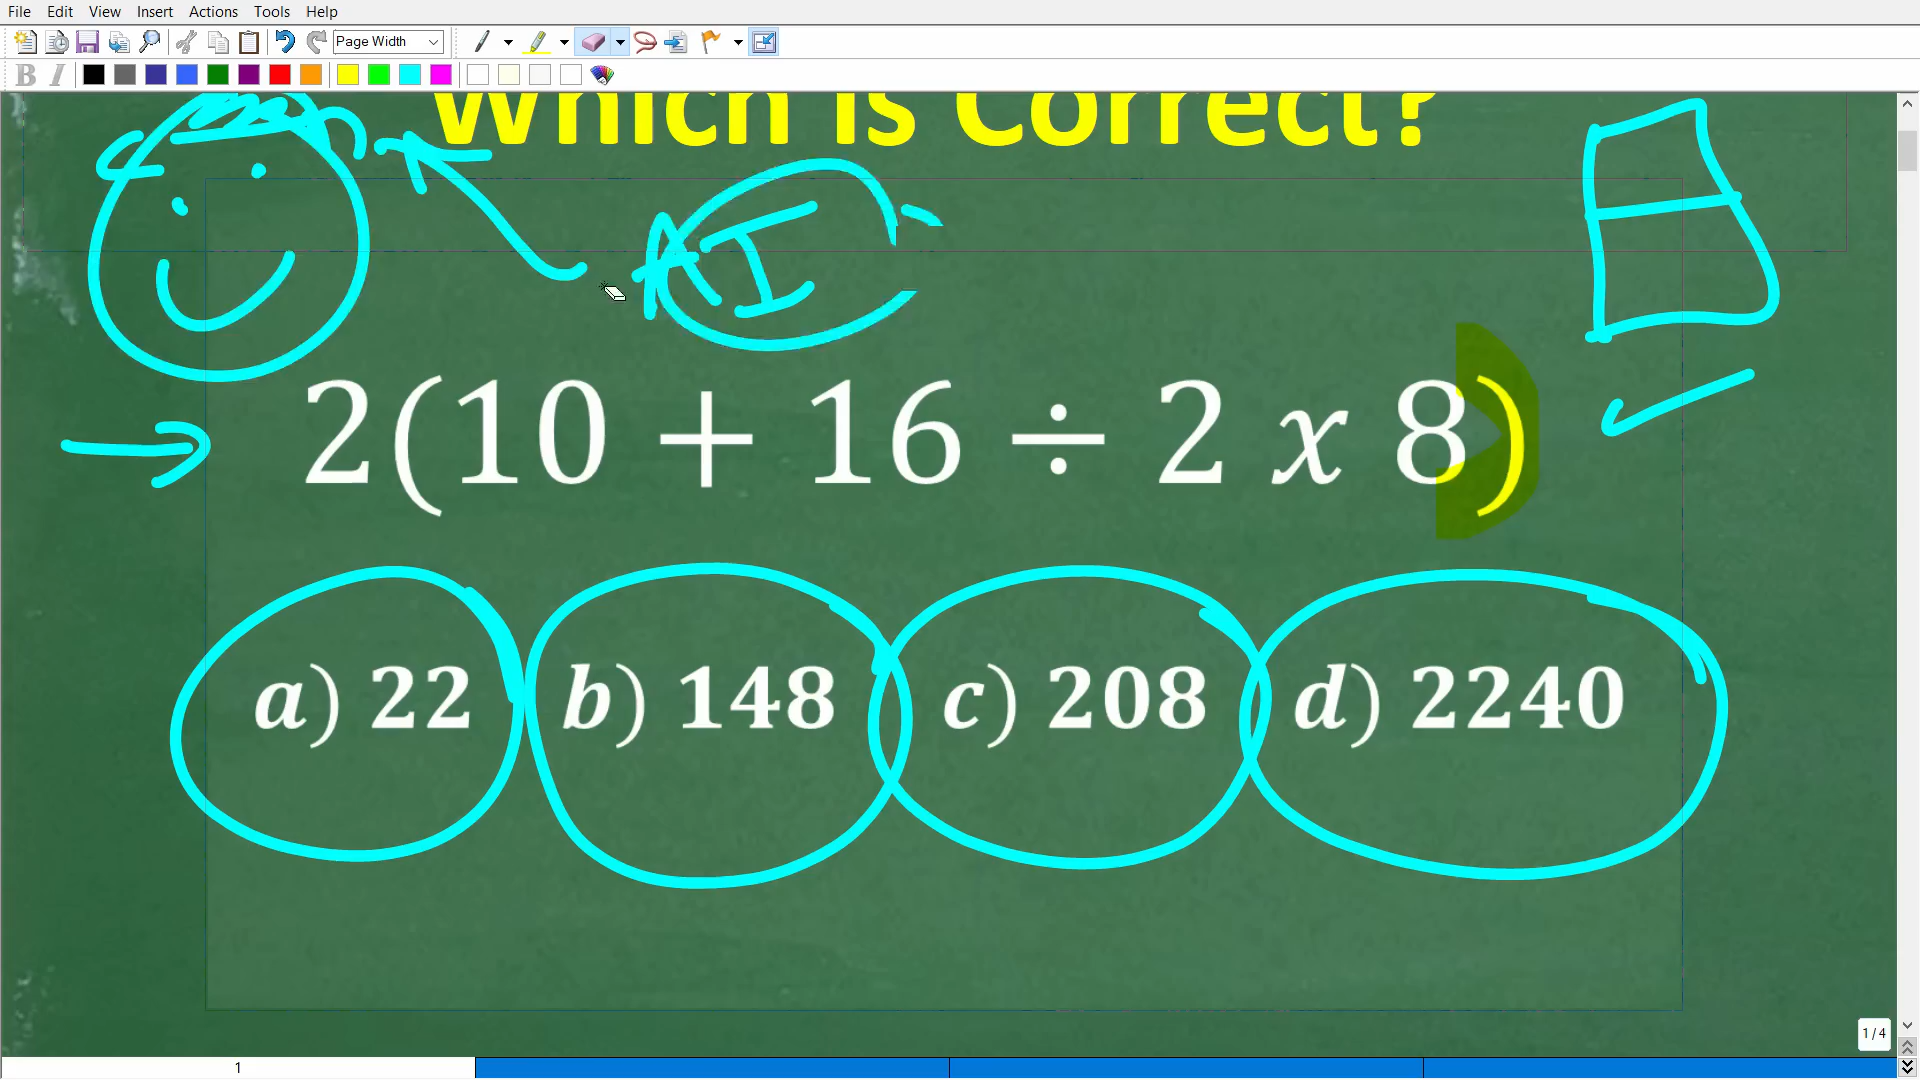 File Edit View Insert Actions Tools Help
Page Width
B I
Which is Correct?
AI
2(10 + 16 ÷ 2 x 8)
a) 22 b) 148 c) 208 d) 2240
1 / 4
1